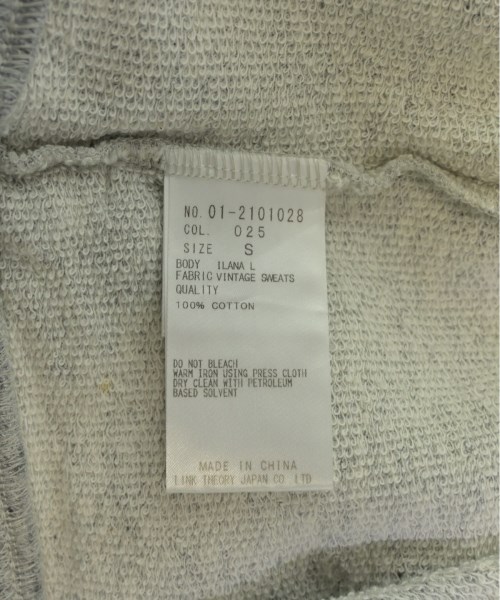 NO. 01-2101028
COL. 025
SIZE S
BODY ILANA L
FABRIC VINTAGE SWEATS
QUALITY
100% COTTON
DO NOT BLEACH
WARM IRON USING PRESS CLOTH
DRY CLEAN WITH PETROLEUM
BASED SOLVENT
MADE IN CHINA
LINK THEORY JAPAN CO. LTD